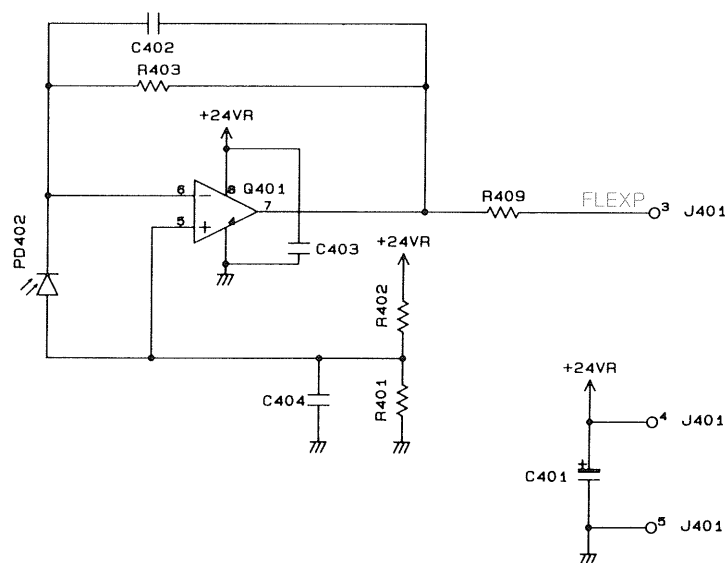 C402
R403
+24VR
8 Q401
6
7
5
4
C403
PD402
R409
FLEXP
3 J401
+24VR
R402
C404
R401
+24VR
4 J401
+
C401
5 J401